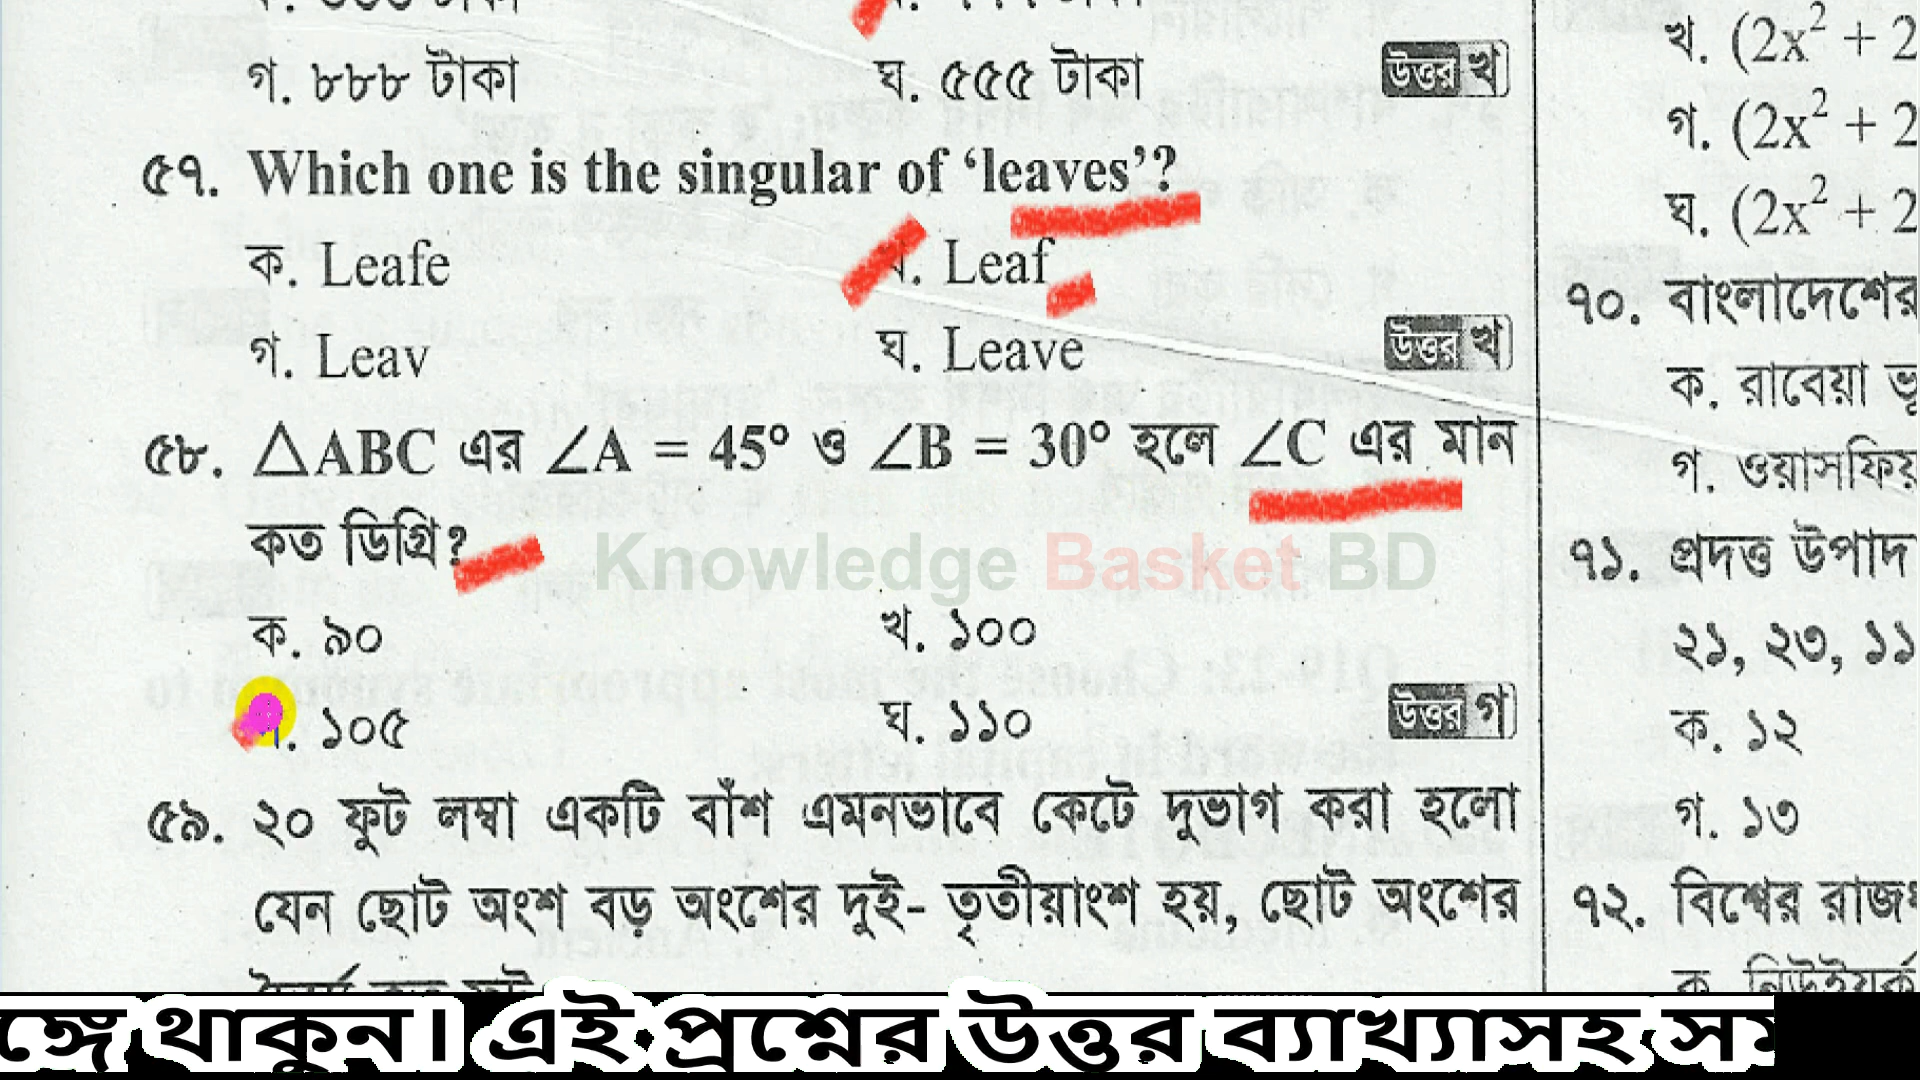 গ. ৮৮৮ টাকা ঘ. ৫৫৫ টাকা উত্তর খ
৫৭. Which one is the singular of ‘leaves’?
ক. Leafe খ. Leaf
গ. Leav ঘ. Leave উত্তর খ
৫৮. △ABC এর ∠A = 45° ও ∠B = 30° হলে ∠C এর মান
কত ডিগ্রি?
Knowledge Basket BD
ক. ৯০ খ. ১০০
গ. ১০৫ ঘ. ১১০ উত্তর গ
৫৯. ২০ ফুট লম্বা একটি বাঁশ এমনভাবে কেটে দুভাগ করা হলো
যেন ছোট অংশ বড় অংশের দুই- তৃতীয়াংশ হয়, ছোট অংশের
খ. (2x² + 2
গ. (2x² + 2
ঘ. (2x² + 2
৭০. বাংলাদেশের
ক. রাবেয়া ভূ
গ. ওয়াসফিয়
৭১. প্রদত্ত উপাদ
২১, ২৩, ১১
ক. ১২
গ. ১৩
৭২. বিশ্বের রাজধ
ক. নিউইয়র্ক
ঙ্গে থাকুন। এই প্রশ্নের উত্তর ব্যাখ্যাসহ সম